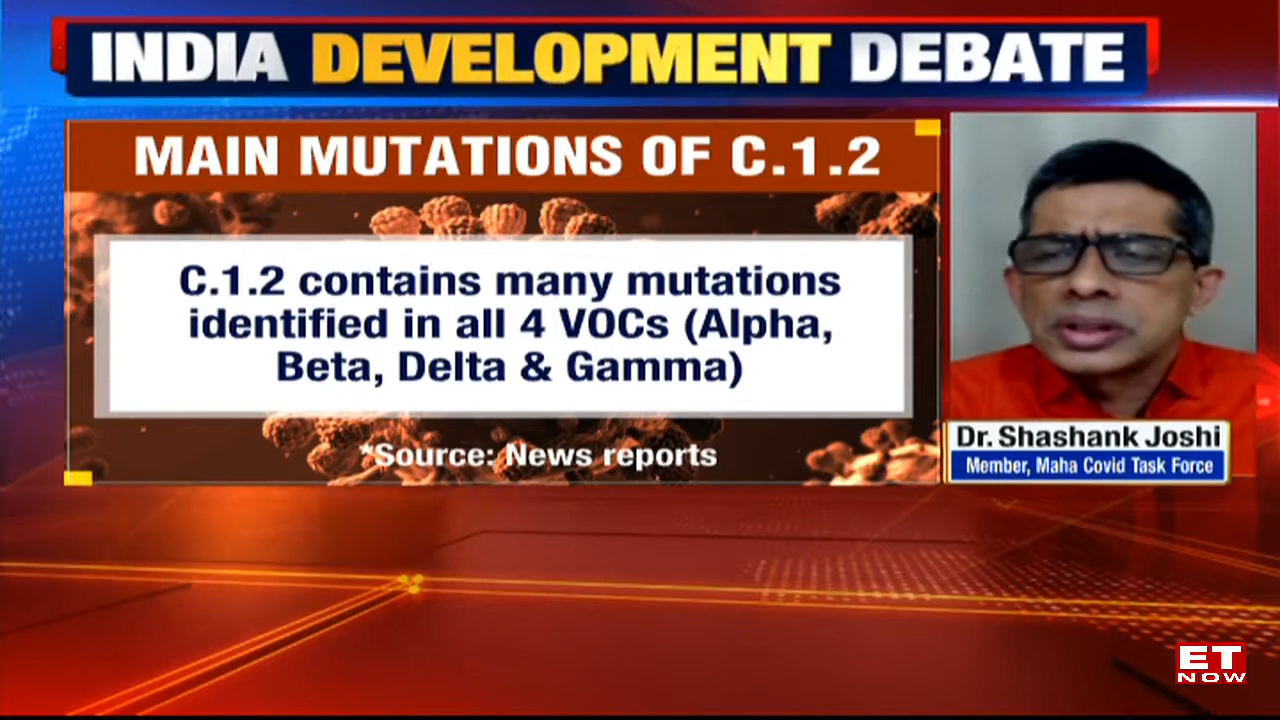 INDIA DEVELOPMENT DEBATE
MAIN MUTATIONS OF C.1.2
C.1.2 contains many mutations
identified in all 4 VOCs (Alpha,
Beta, Delta & Gamma)
*Source: News reports
Dr. Shashank Joshi
Member, Maha Covid Task Force
ET
NOW